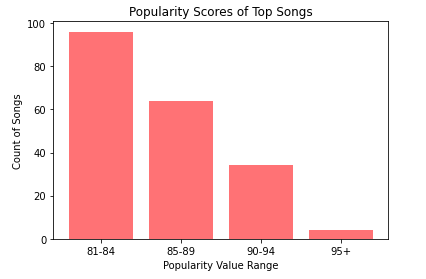 Popularity Scores of Top Songs
100
80
60
40
20
0
Count of Songs
81-84 85-89 90-94 95+
Popularity Value Range